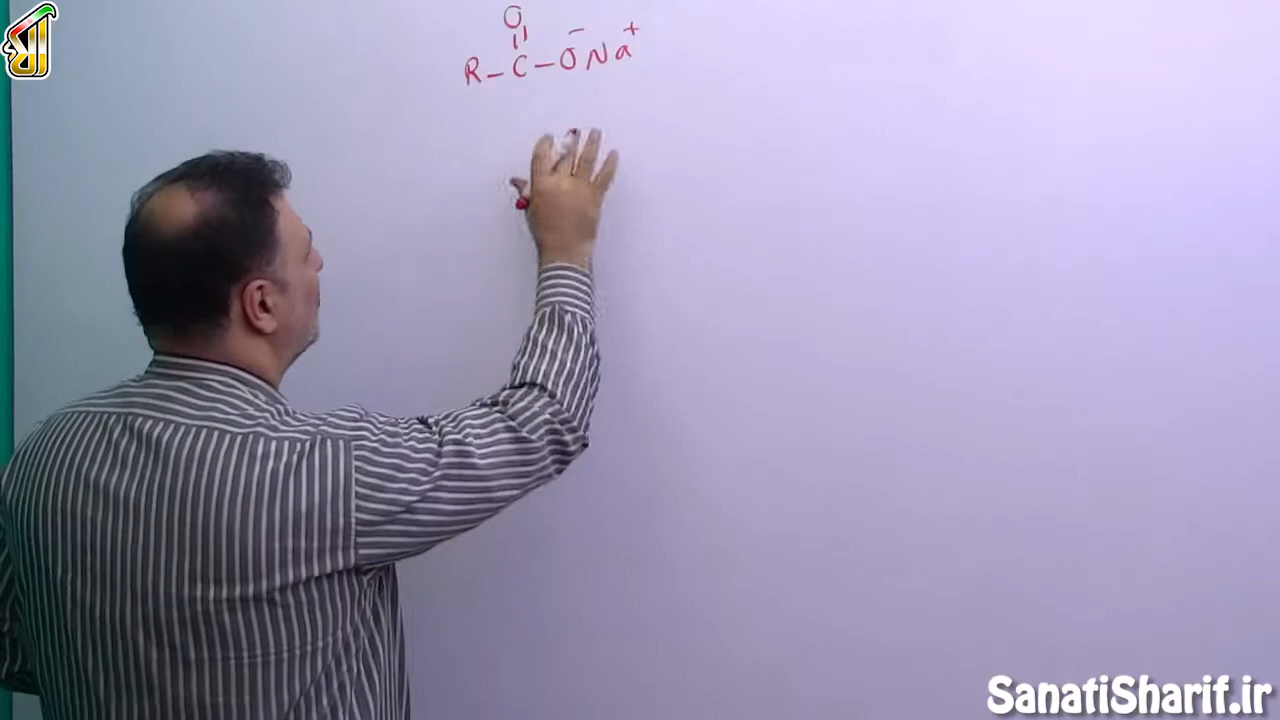 O
||
R – C – O⁻ Na⁺
SanatiSharif.ir